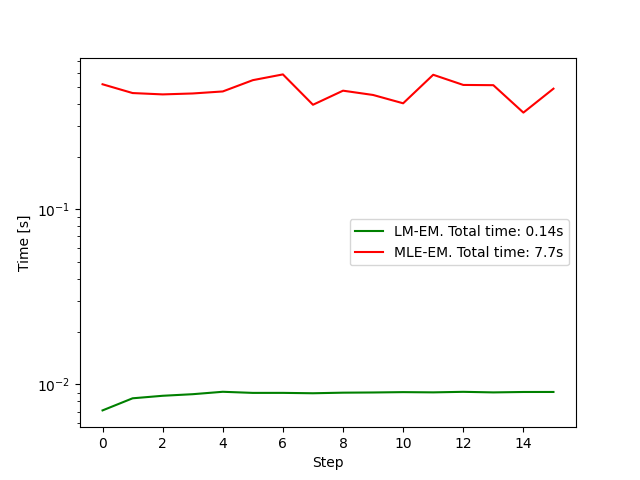 10⁻¹
10⁻²
Time [s]
LM-EM. Total time: 0.14s
MLE-EM. Total time: 7.7s
0 2 4 6 8 10 12 14
Step